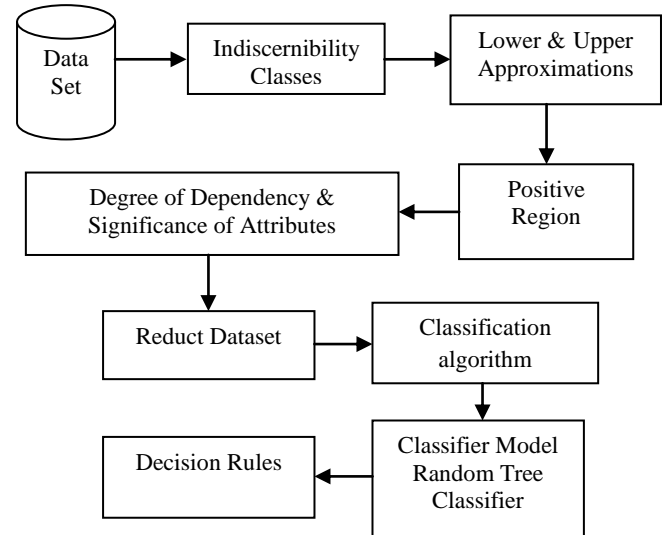 Data
Set
Indiscernibility
Classes
Lower & Upper
Approximations
Positive
Region
Degree of Dependency &
Significance of Attributes
Reduct Dataset
Classification
algorithm
Classifier Model
Random Tree
Classifier
Decision Rules